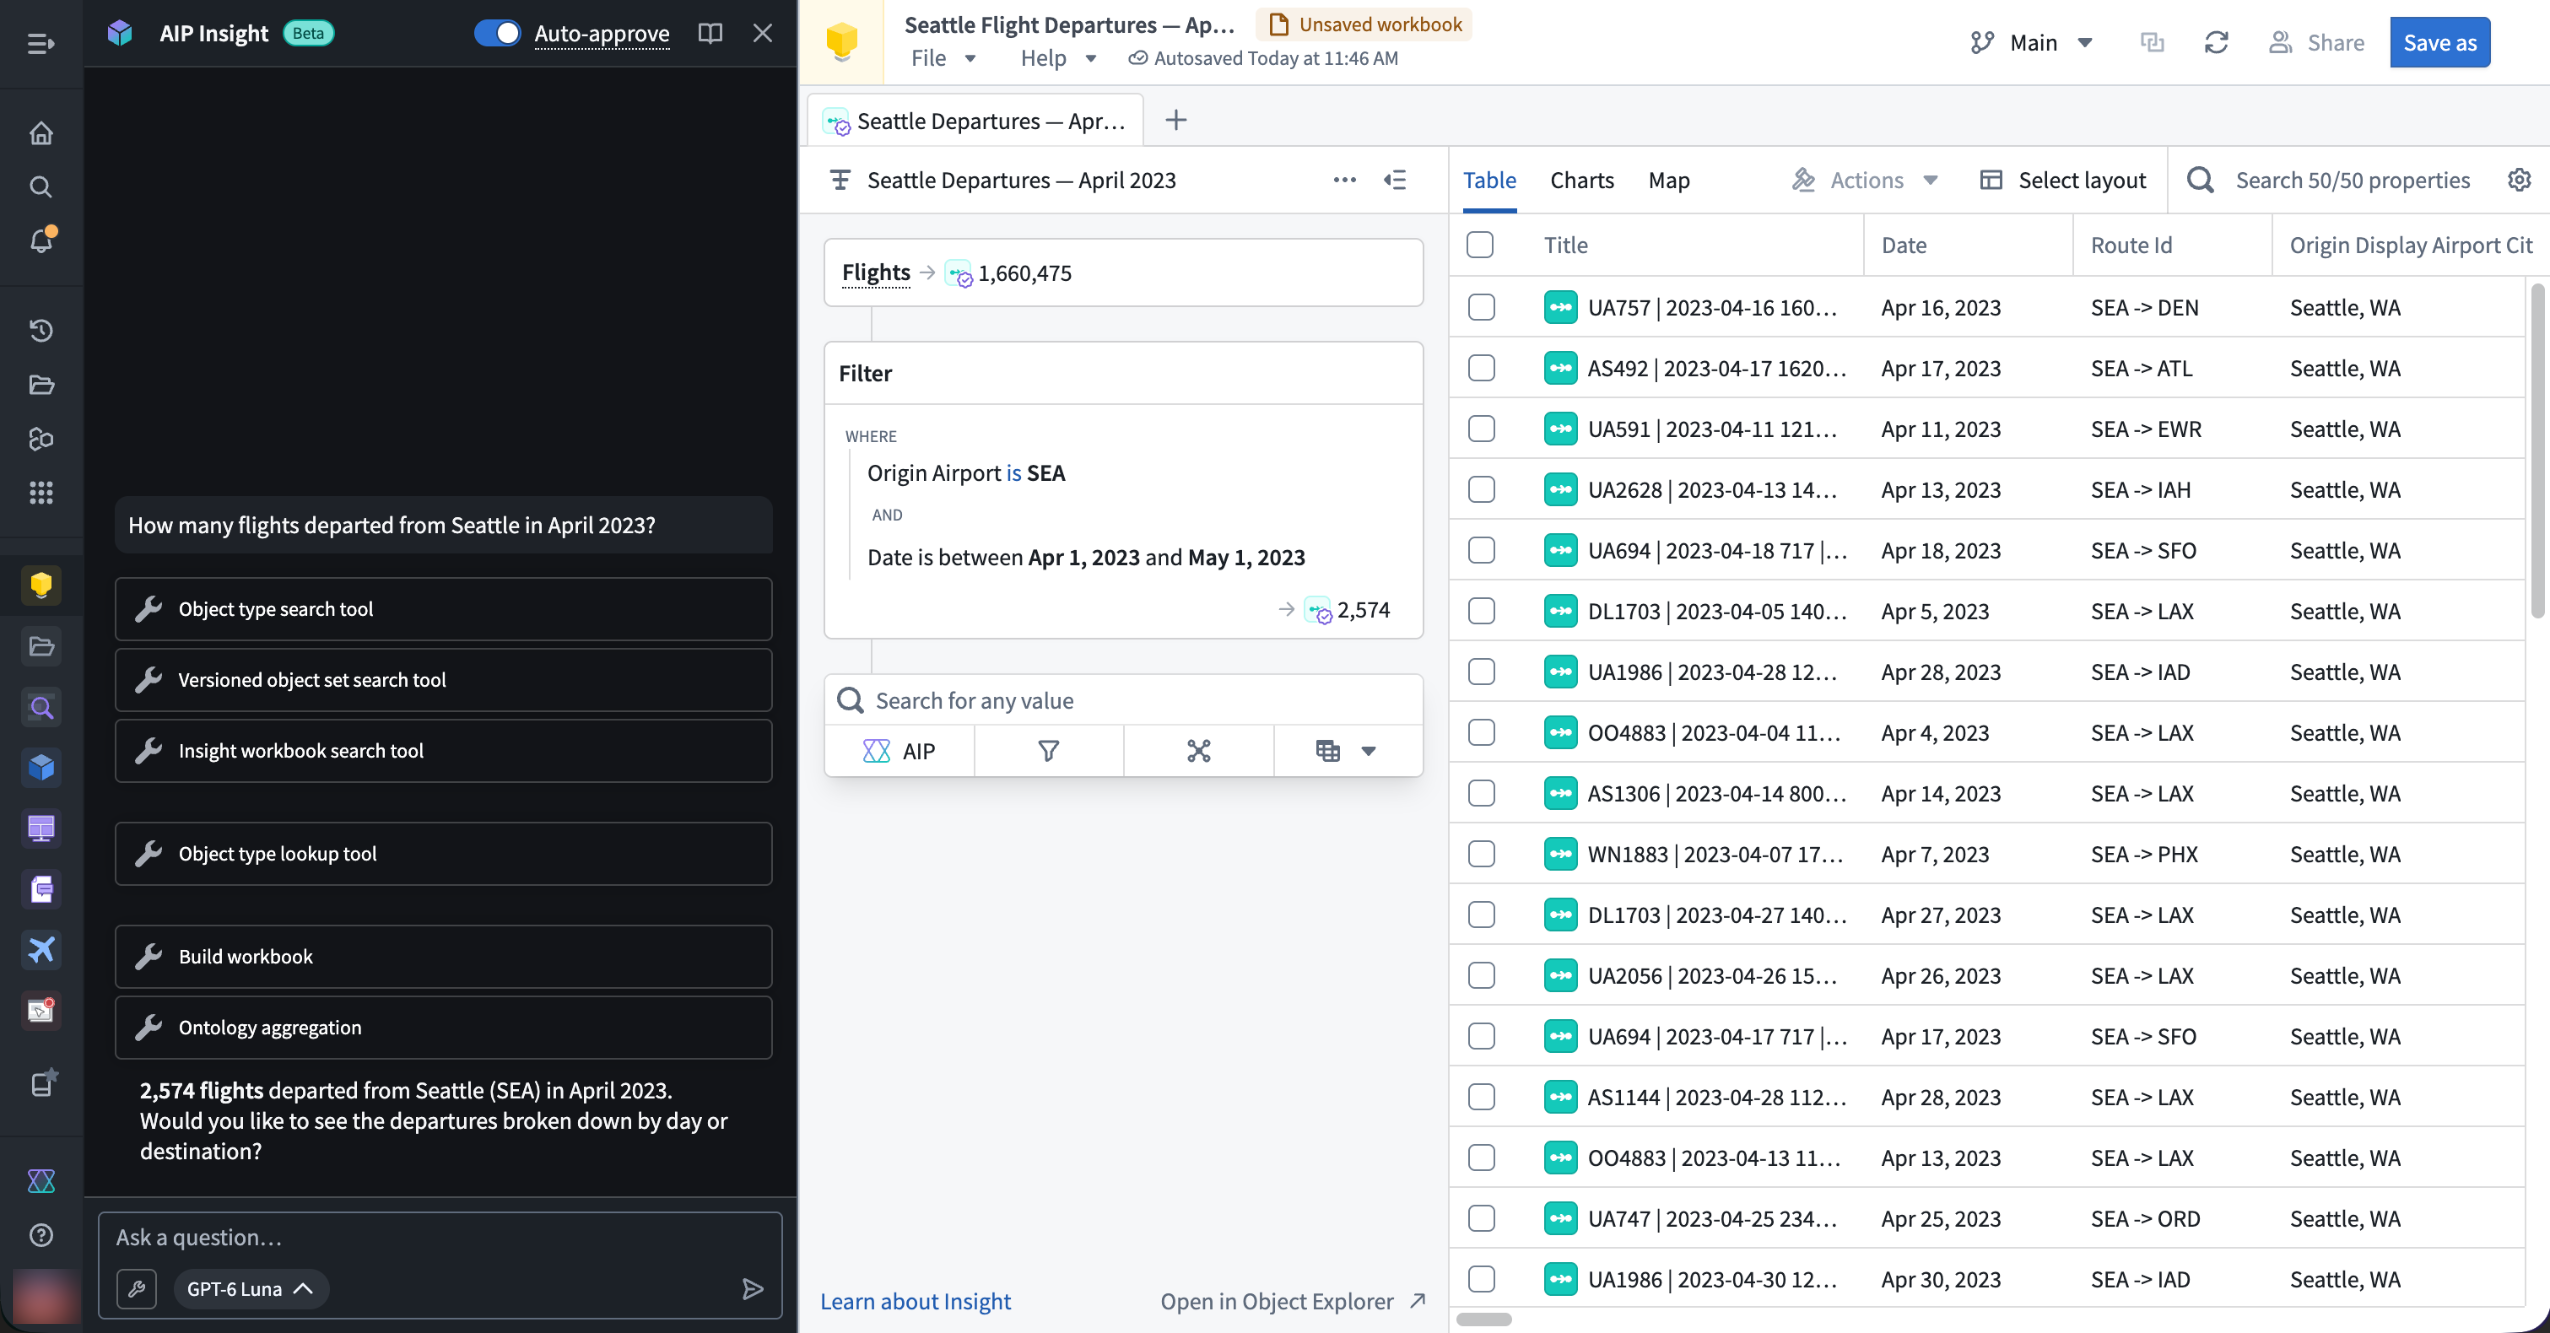 AIP Insight Beta Auto-approve
How many flights departed from Seattle in April 2023?
Object type search tool
Versioned object set search tool
Insight workbook search tool
Object type lookup tool
Build workbook
Ontology aggregation
2,574 flights departed from Seattle (SEA) in April 2023.
Would you like to see the departures broken down by day or
destination?
Ask a question…
GPT-6 Luna
Seattle Flight Departures — Ap… Unsaved workbook
File Help Autosaved Today at 11:46 AM
Main Share Save as
Seattle Departures — Apr…
Seattle Departures — April 2023
Flights → 1,660,475
Filter
WHERE
Origin Airport is SEA
AND
Date is between Apr 1, 2023 and May 1, 2023
→ 2,574
Search for any value
AIP
Learn about Insight Open in Object Explorer
Table Charts Map Actions Select layout Search 50/50 properties
Title Date Route Id Origin Display Airport Cit
UA757 | 2023-04-16 160… Apr 16, 2023 SEA -> DEN Seattle, WA
AS492 | 2023-04-17 1620… Apr 17, 2023 SEA -> ATL Seattle, WA
UA591 | 2023-04-11 121… Apr 11, 2023 SEA -> EWR Seattle, WA
UA2628 | 2023-04-13 14… Apr 13, 2023 SEA -> IAH Seattle, WA
UA694 | 2023-04-18 717 |… Apr 18, 2023 SEA -> SFO Seattle, WA
DL1703 | 2023-04-05 140… Apr 5, 2023 SEA -> LAX Seattle, WA
UA1986 | 2023-04-28 12… Apr 28, 2023 SEA -> IAD Seattle, WA
OO4883 | 2023-04-04 11… Apr 4, 2023 SEA -> LAX Seattle, WA
AS1306 | 2023-04-14 800… Apr 14, 2023 SEA -> LAX Seattle, WA
WN1883 | 2023-04-07 17… Apr 7, 2023 SEA -> PHX Seattle, WA
DL1703 | 2023-04-27 140… Apr 27, 2023 SEA -> LAX Seattle, WA
UA2056 | 2023-04-26 15… Apr 26, 2023 SEA -> LAX Seattle, WA
UA694 | 2023-04-17 717 |… Apr 17, 2023 SEA -> SFO Seattle, WA
AS1144 | 2023-04-28 112… Apr 28, 2023 SEA -> LAX Seattle, WA
OO4883 | 2023-04-13 11… Apr 13, 2023 SEA -> LAX Seattle, WA
UA747 | 2023-04-25 234… Apr 25, 2023 SEA -> ORD Seattle, WA
UA1986 | 2023-04-30 12… Apr 30, 2023 SEA -> IAD Seattle, WA